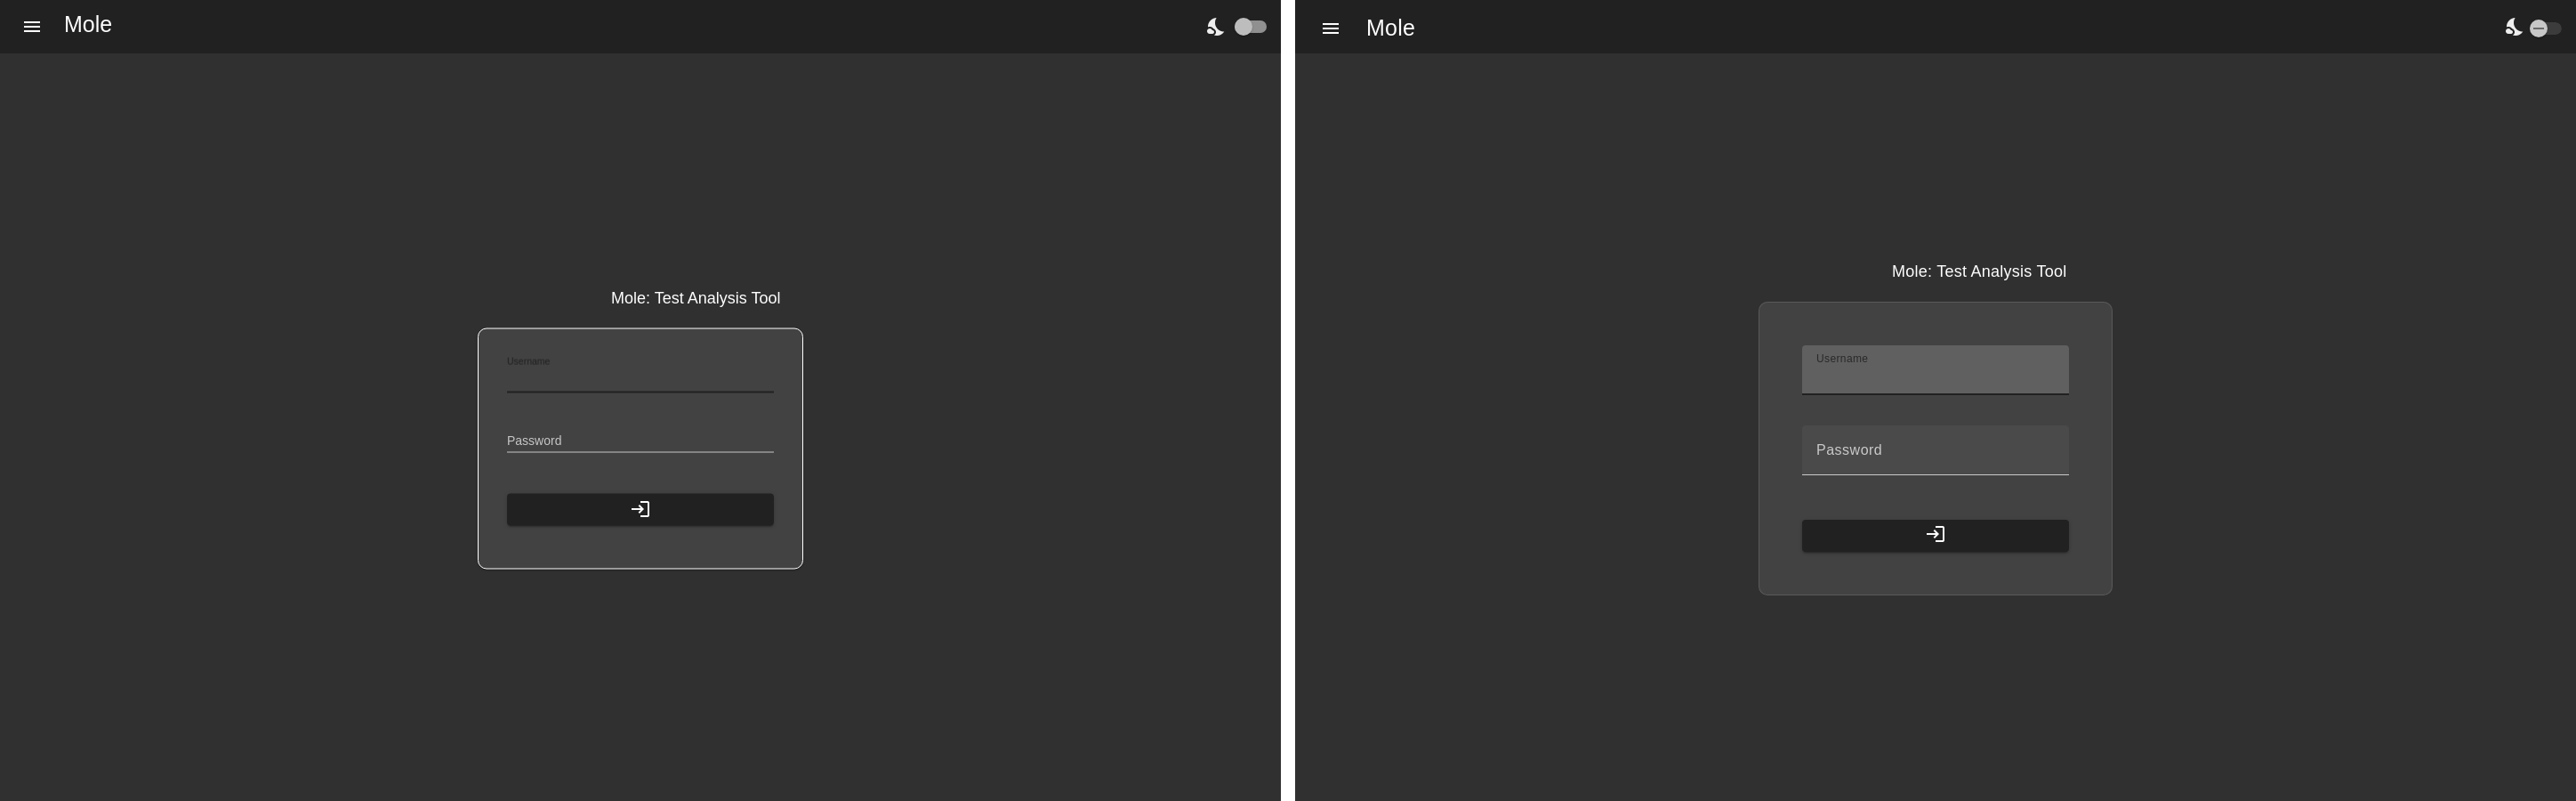 Mole
Mole: Test Analysis Tool
Username
Password
Mole
Mole: Test Analysis Tool
Username
Password